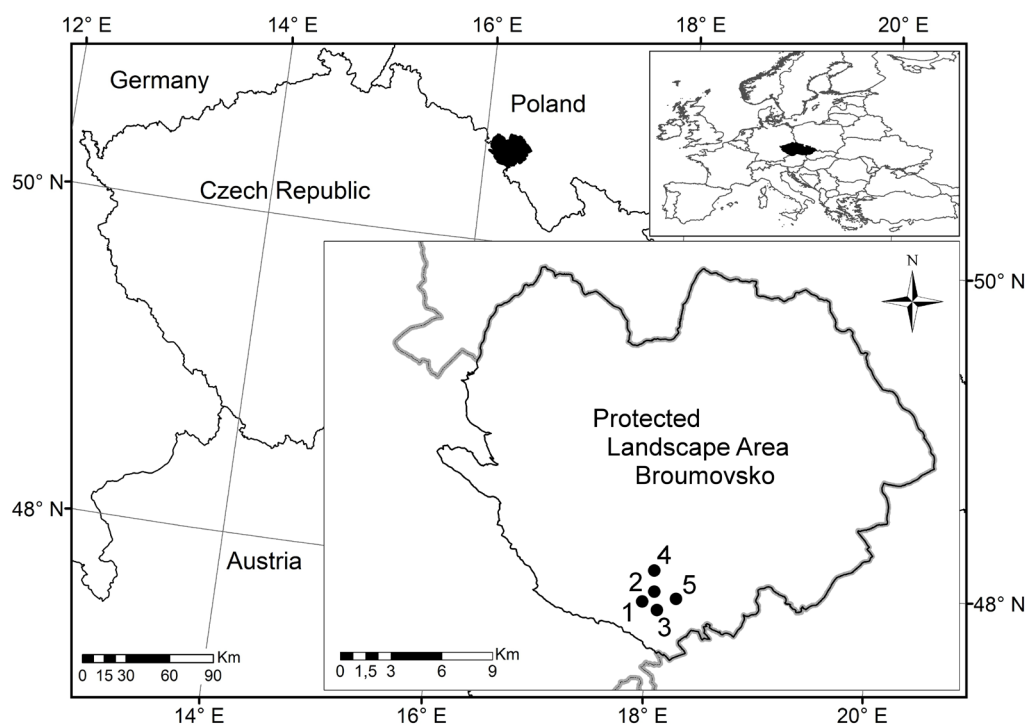 12° E 14° E 16° E 18° E 20° E
Germany
Poland
Czech Republic
50° N
50° N
N
Protected
Landscape Area
Broumovsko
48° N
Austria
4
2
5
1
3
48° N
Km
0 15 30 60 90
Km
0 1,5 3 6 9
14° E 16° E 18° E 20° E